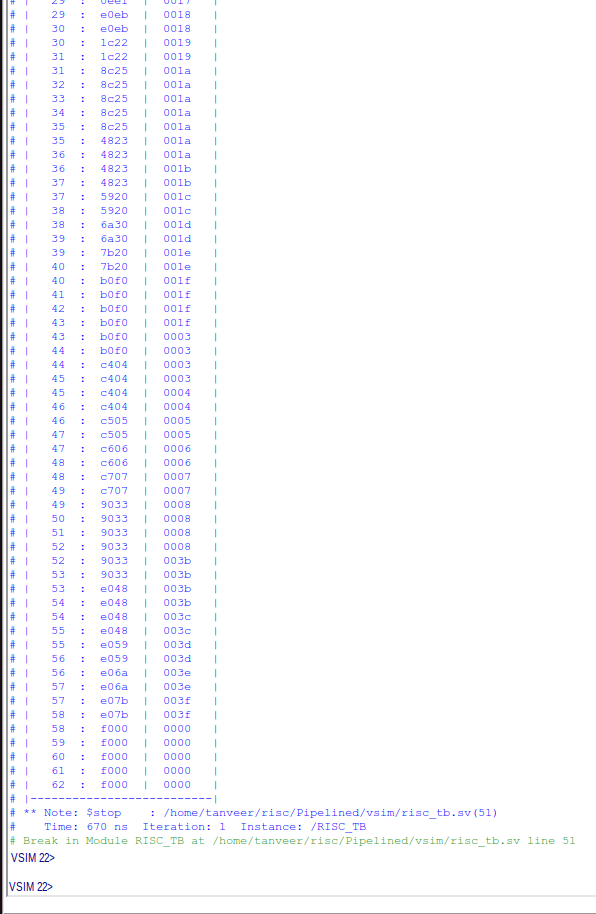 # |   29  :  0ee1  |  0017   |
# |   29  :  e0eb  |  0018   |
# |   30  :  e0eb  |  0018   |
# |   30  :  1c22  |  0019   |
# |   31  :  1c22  |  0019   |
# |   31  :  8c25  |  001a   |
# |   32  :  8c25  |  001a   |
# |   33  :  8c25  |  001a   |
# |   34  :  8c25  |  001a   |
# |   35  :  8c25  |  001a   |
# |   35  :  4823  |  001a   |
# |   36  :  4823  |  001a   |
# |   36  :  4823  |  001b   |
# |   37  :  4823  |  001b   |
# |   37  :  5920  |  001c   |
# |   38  :  5920  |  001c   |
# |   38  :  6a30  |  001d   |
# |   39  :  6a30  |  001d   |
# |   39  :  7b20  |  001e   |
# |   40  :  7b20  |  001e   |
# |   40  :  b0f0  |  001f   |
# |   41  :  b0f0  |  001f   |
# |   42  :  b0f0  |  001f   |
# |   43  :  b0f0  |  001f   |
# |   43  :  b0f0  |  0003   |
# |   44  :  b0f0  |  0003   |
# |   44  :  c404  |  0003   |
# |   45  :  c404  |  0003   |
# |   45  :  c404  |  0004   |
# |   46  :  c404  |  0004   |
# |   46  :  c505  |  0005   |
# |   47  :  c505  |  0005   |
# |   47  :  c606  |  0006   |
# |   48  :  c606  |  0006   |
# |   48  :  c707  |  0007   |
# |   49  :  c707  |  0007   |
# |   49  :  9033  |  0008   |
# |   50  :  9033  |  0008   |
# |   51  :  9033  |  0008   |
# |   52  :  9033  |  0008   |
# |   52  :  9033  |  003b   |
# |   53  :  9033  |  003b   |
# |   53  :  e048  |  003b   |
# |   54  :  e048  |  003b   |
# |   54  :  e048  |  003c   |
# |   55  :  e048  |  003c   |
# |   55  :  e059  |  003d   |
# |   56  :  e059  |  003d   |
# |   56  :  e06a  |  003e   |
# |   57  :  e06a  |  003e   |
# |   57  :  e07b  |  003f   |
# |   58  :  e07b  |  003f   |
# |   58  :  f000  |  0000   |
# |   59  :  f000  |  0000   |
# |   60  :  f000  |  0000   |
# |   61  :  f000  |  0000   |
# |   62  :  f000  |  0000   |
# |--------------------------|
# ** Note: $stop    : /home/tanveer/risc/Pipelined/vsim/risc_tb.sv(51)
#    Time: 670 ns  Iteration: 1  Instance: /RISC_TB
# Break in Module RISC_TB at /home/tanveer/risc/Pipelined/vsim/risc_tb.sv line 51
VSIM 22>
VSIM 22>